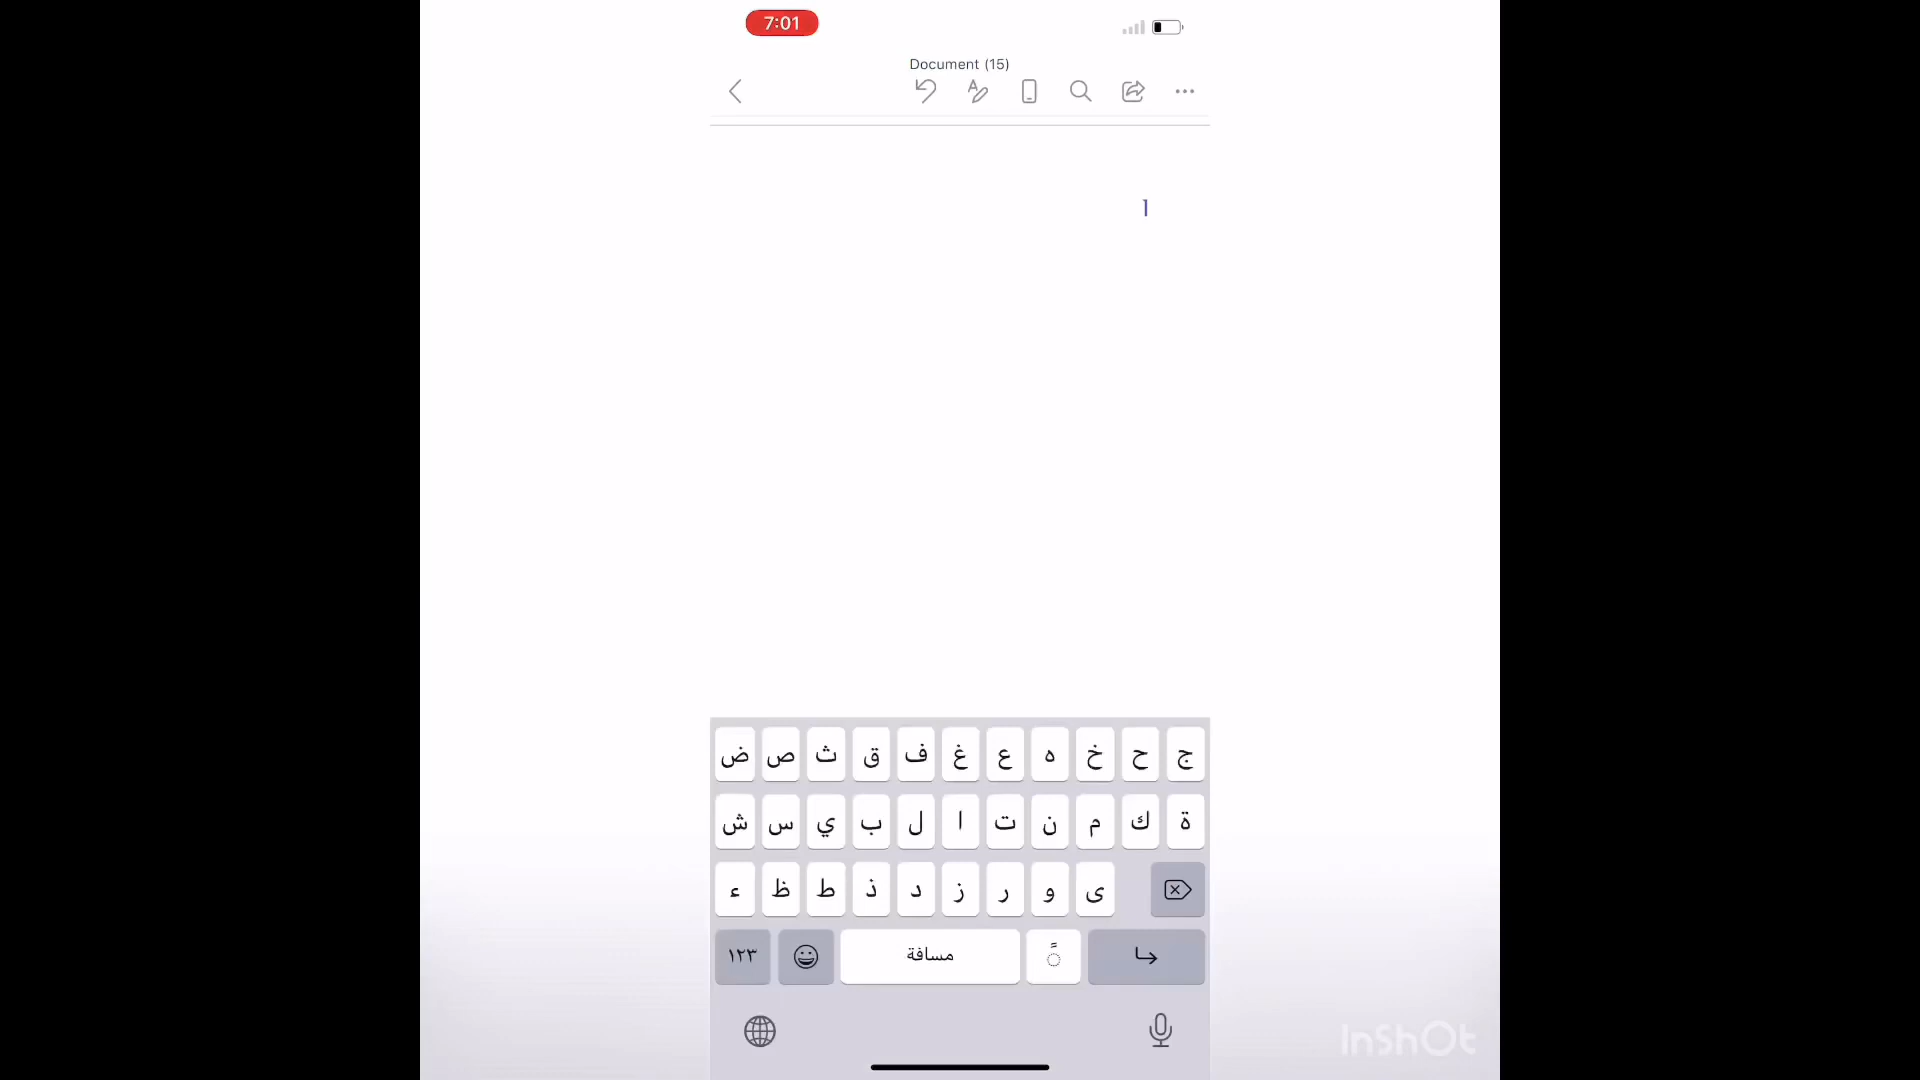 7:01
Document (15)
ا
ض ص ث ق ف غ ع ه خ ح ج
ش س ي ب ل ا ت ن م ك ة
ء ظ ط ذ د ز ر و ى
١٢٣ مسافة
InShOt